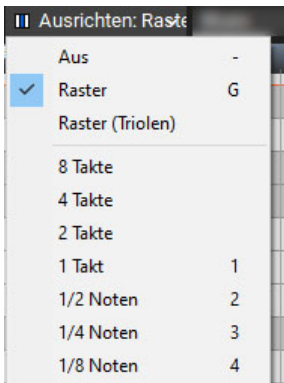 Ausrichten: Raste
Aus -
Raster G
Raster (Triolen)
8 Takte
4 Takte
2 Takte
1 Takt 1
1/2 Noten 2
1/4 Noten 3
1/8 Noten 4